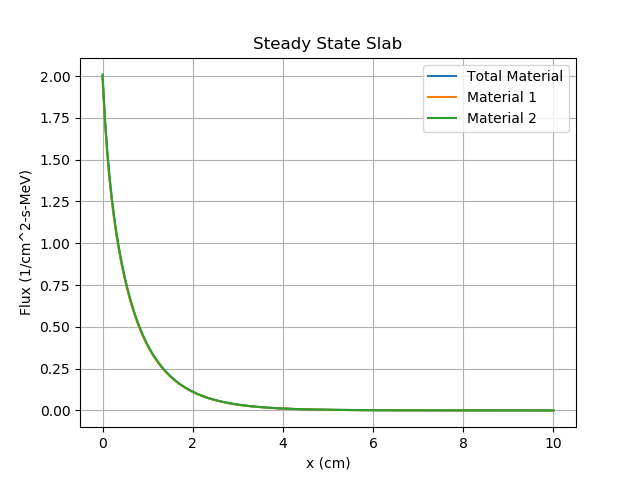 Steady State Slab
Total Material
Material 1
Material 2
Flux (1/cm^2-s-MeV)
2.00
1.75
1.50
1.25
1.00
0.75
0.50
0.25
0.00
0 2 4 6 8 10
x (cm)